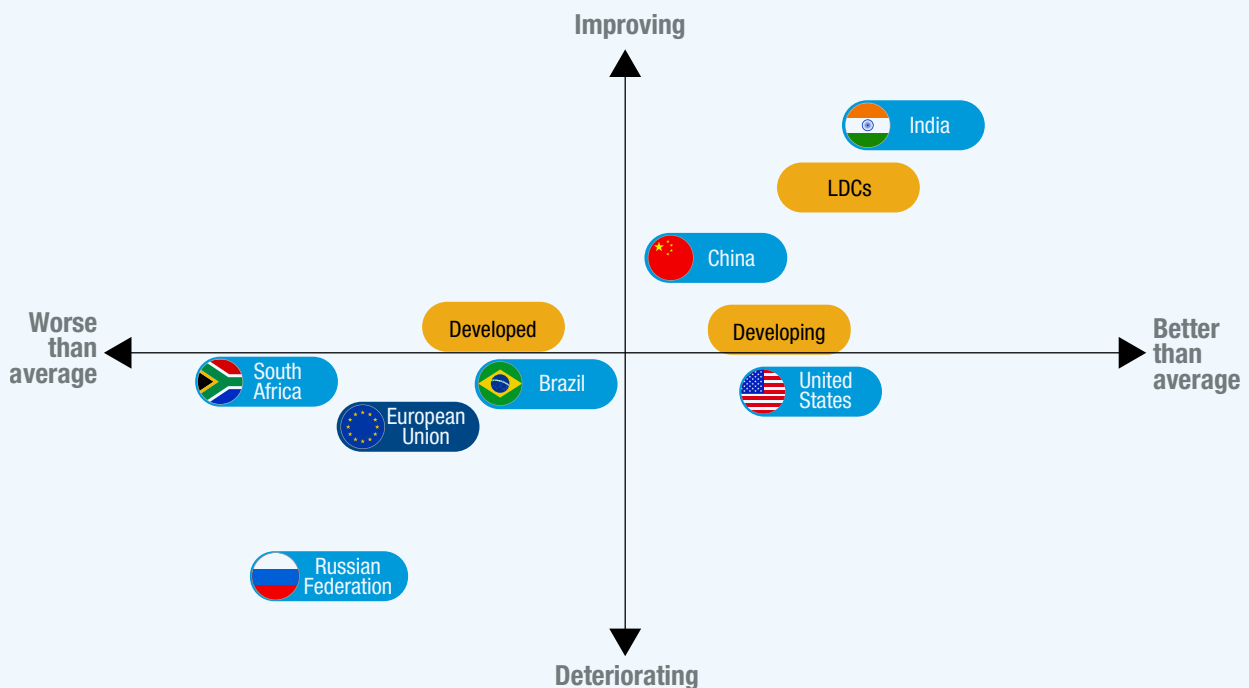 Improving
India
LDCs
China
Worse
than
average
Developed
Developing
Better
than
average
South
Africa
Brazil
United
States
European
Union
Russian
Federation
Deteriorating